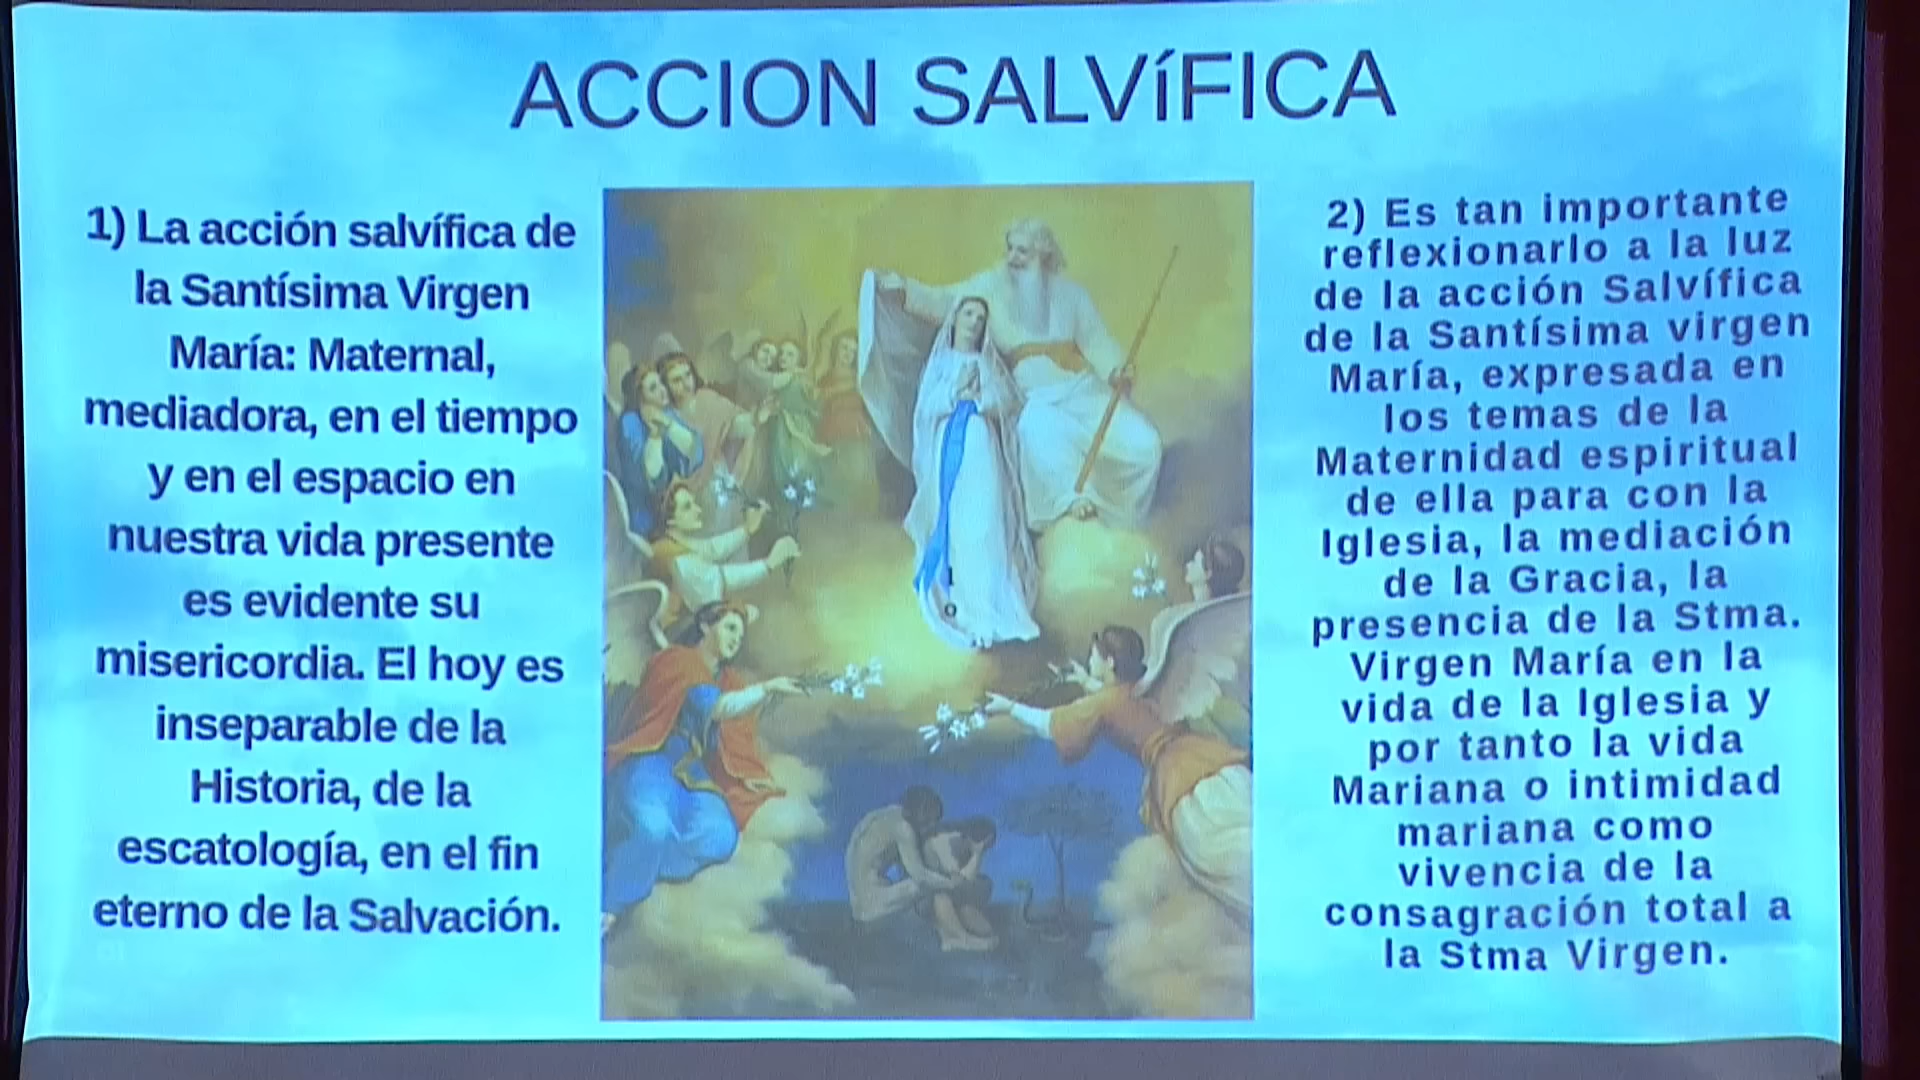 ACCION SALVíFICA
1) La acción salvífica de
la Santísima Virgen
María: Maternal,
mediadora, en el tiempo
y en el espacio en
nuestra vida presente
es evidente su
misericordia. El hoy es
inseparable de la
Historia, de la
escatología, en el fin
eterno de la Salvación.
2) Es tan importante
reflexionarlo a la luz
de la acción Salvífica
de la Santísima virgen
María, expresada en
los temas de la
Maternidad espiritual
de ella para con la
Iglesia, la mediación
de la Gracia, la
presencia de la Stma.
Virgen María en la
vida de la Iglesia y
por tanto la vida
Mariana o intimidad
mariana como
vivencia de la
consagración total a
la Stma Virgen.